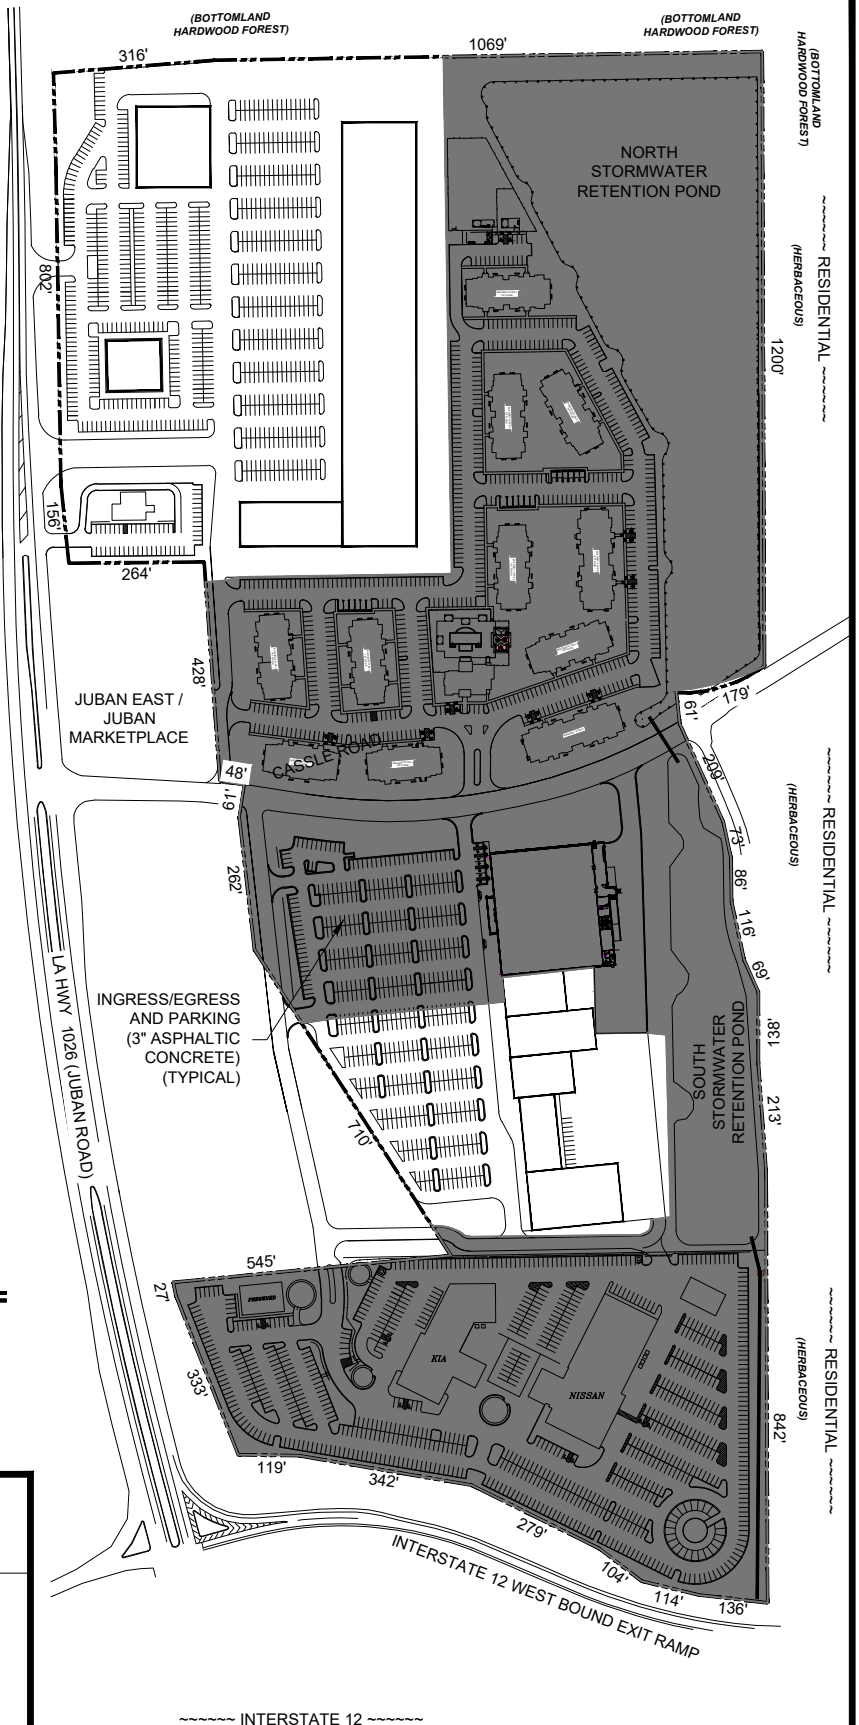 (BOTTOMLAND
HARDWOOD FOREST)
(BOTTOMLAND
HARDWOOD FOREST)
(BOTTOMLAND
HARDWOOD FOREST)
316'
1069'
NORTH
STORMWATER
RETENTION POND
~~~~~~ RESIDENTIAL ~~~~~~
(HERBACEOUS)
802'
1200'
156'
264'
428'
JUBAN EAST /
JUBAN
MARKETPLACE
179'
61'
CASSLE ROAD
48'
61'
209'
73'
86'
116'
69'
138'
213'
~~~~~~ RESIDENTIAL ~~~~~~
(HERBACEOUS)
262'
INGRESS/EGRESS
AND PARKING
(3" ASPHALTIC
CONCRETE)
(TYPICAL)
LA HWY 1026 (JUBAN ROAD)
710'
SOUTH
STORMWATER
RETENTION POND
545'
27'
PREOWNED
KIA
NISSAN
~~~~~~ RESIDENTIAL ~~~~~~
(HERBACEOUS)
333'
842'
119'
342'
279'
104'
114'
136'
INTERSTATE 12 WEST BOUND EXIT RAMP
~~~~~~ INTERSTATE 12 ~~~~~~